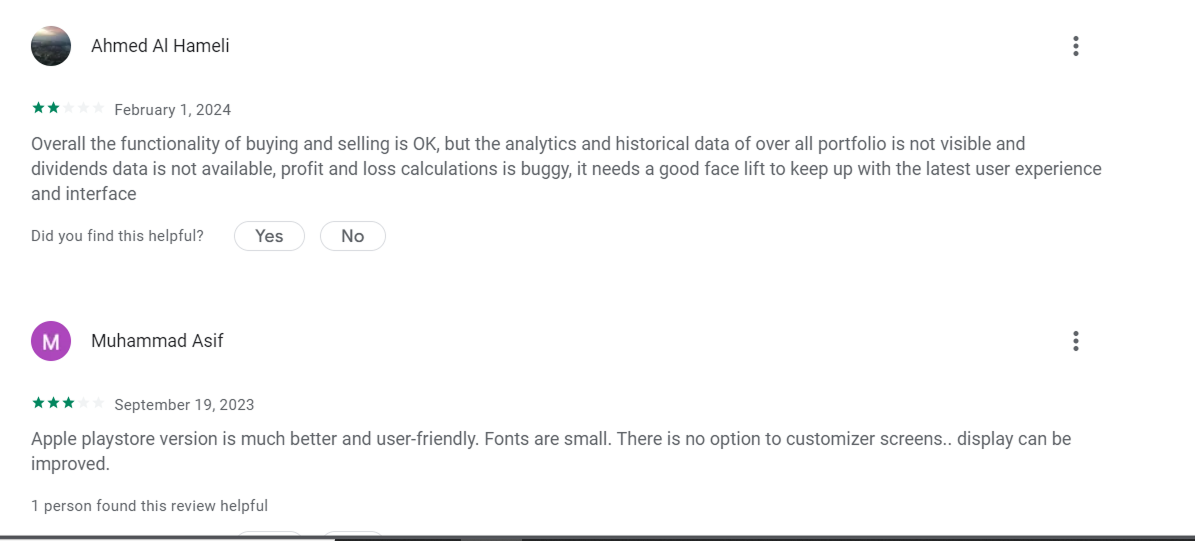 Ahmed Al Hameli
February 1, 2024
Overall the functionality of buying and selling is OK, but the analytics and historical data of over all portfolio is not visible and
dividends data is not available, profit and loss calculations is buggy, it needs a good face lift to keep up with the latest user experience
and interface
Did you find this helpful? Yes No
M Muhammad Asif
September 19, 2023
Apple playstore version is much better and user-friendly. Fonts are small. There is no option to customizer screens.. display can be
improved.
1 person found this review helpful